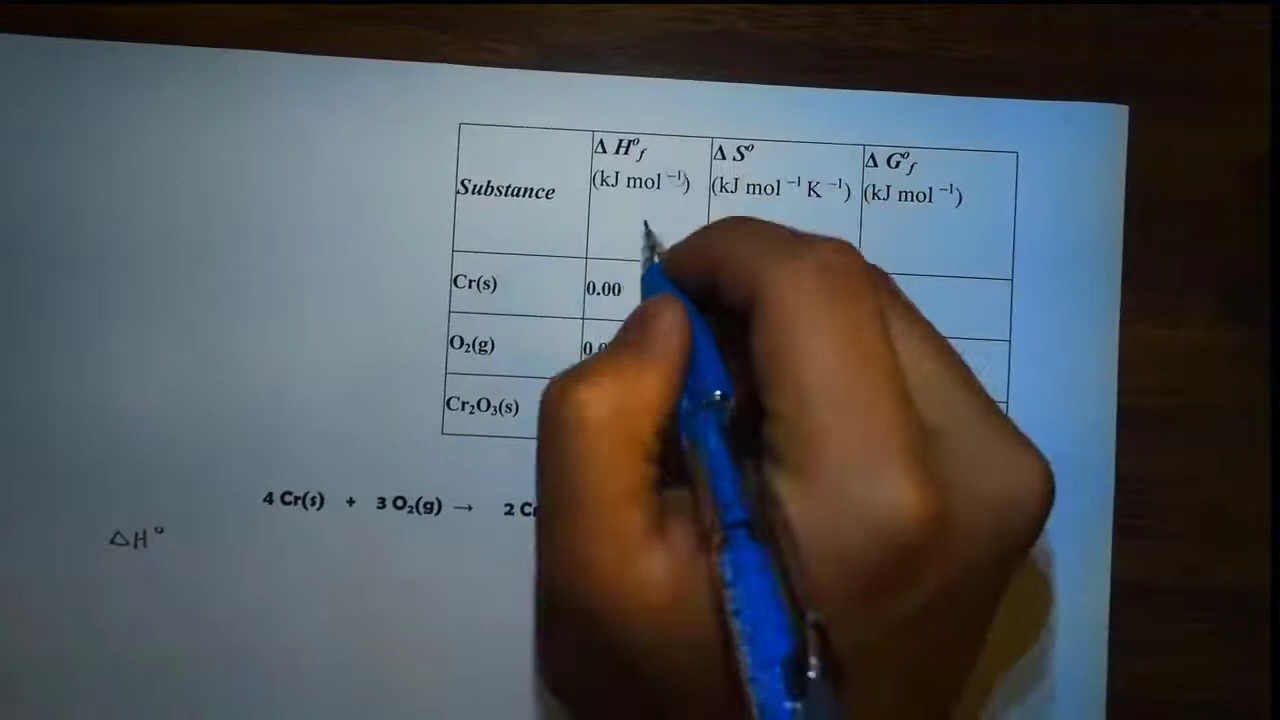 Substance
Δ H°f
(kJ mol –1)
Δ S°
(kJ mol –1 K –1)
Δ G°f
(kJ mol –1)
Cr(s) 0.00
O2(g)
Cr2O3(s)
4 Cr(s) + 3 O2(g) → 2
ΔH°